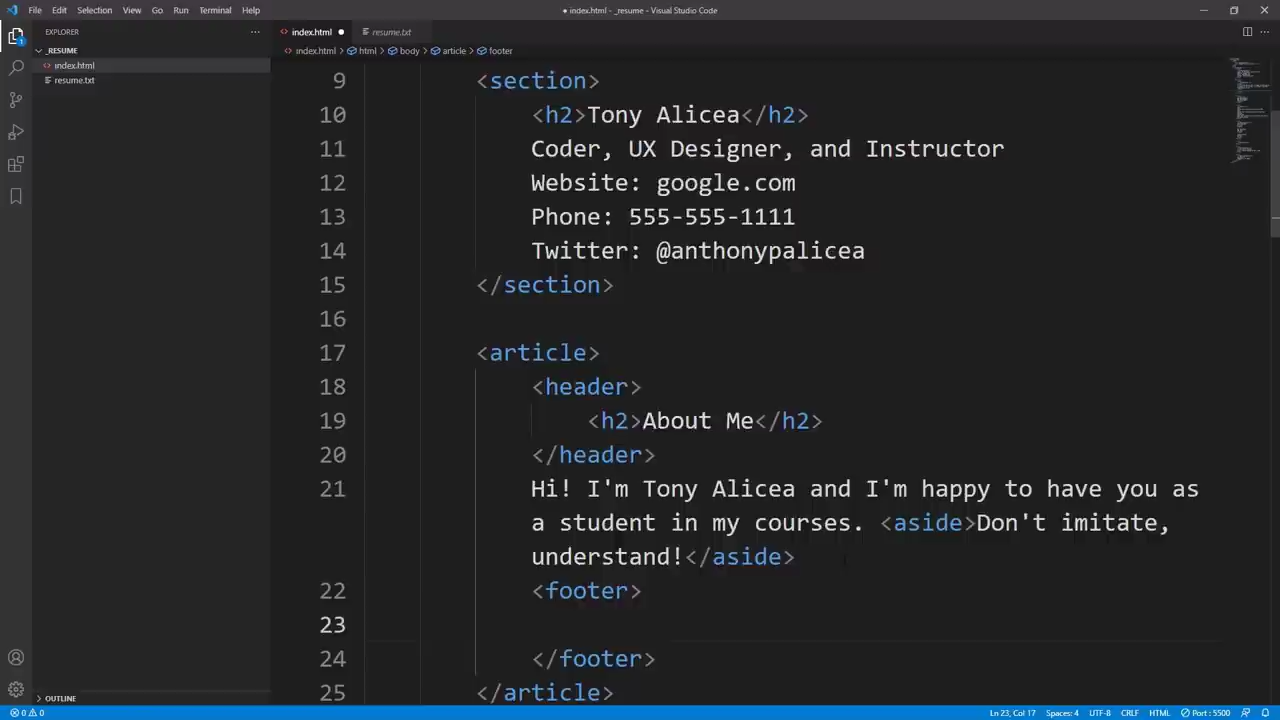 File Edit Selection View Go Run Terminal Help
● index.html - _resume - Visual Studio Code
EXPLORER
index.html
resume.txt
_RESUME
index.html
resume.txt
index.html > html > body > article > footer
9 <section>
10 <h2>Tony Alicea</h2>
11 Coder, UX Designer, and Instructor
12 Website: google.com
13 Phone: 555-555-1111
14 Twitter: @anthonypalicea
15 </section>
16
17 <article>
18 <header>
19 <h2>About Me</h2>
20 </header>
21 Hi! I'm Tony Alicea and I'm happy to have you as
a student in my courses. <aside>Don't imitate,
understand!</aside>
22 <footer>
23
24 </footer>
25 </article>
OUTLINE
0 0
Ln 23, Col 17 Spaces: 4 UTF-8 CRLF HTML Port : 5500